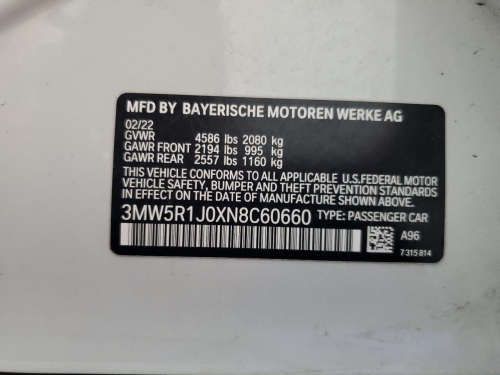 MFD BY BAYERISCHE MOTOREN WERKE AG
02/22
GVWR 4586 lbs 2080 kg
GAWR FRONT 2194 lbs 995 kg
GAWR REAR 2557 lbs 1160 kg
THIS VEHICLE CONFORMS TO ALL APPLICABLE U.S.FEDERAL MOTOR
VEHICLE SAFETY, BUMPER AND THEFT PREVENTION STANDARDS
IN EFFECT ON THE DATE OF MANUFACTURE SHOWN ABOVE.
3MW5R1J0XN8C60660 TYPE: PASSENGER CAR
A96
7 315 814